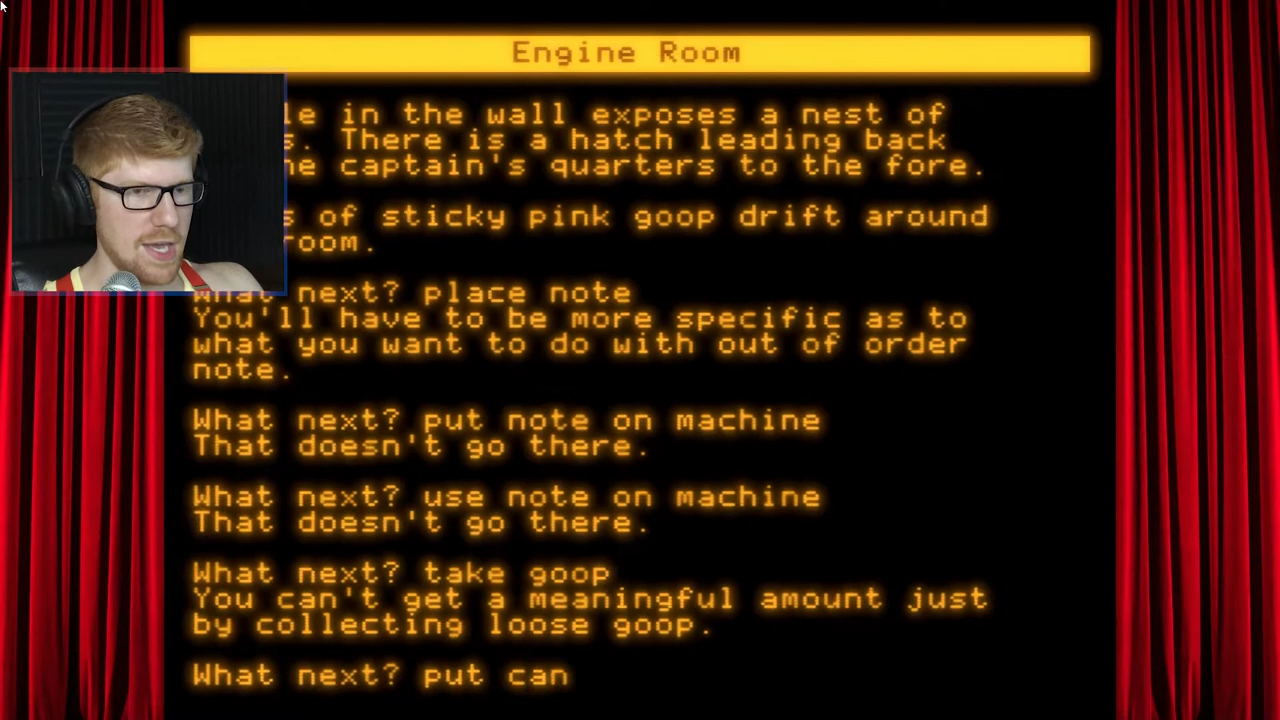 Engine Room
in the wall exposes a nest of
There is a hatch leading back
captain's quarters to the fore.
of sticky pink goop drift around
room.
What next? place note
You'll have to be more specific as to
what you want to do with out of order
note.
What next? put note on machine
That doesn't go there.
What next? use note on machine
That doesn't go there.
What next? take goop
You can't get a meaningful amount just
by collecting loose goop.
What next? put can